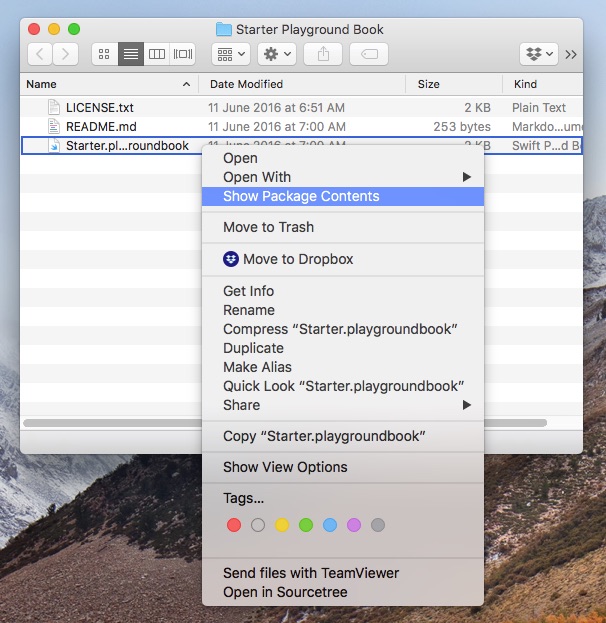 Starter Playground Book
Name Date Modified Size Kind
LICENSE.txt 11 June 2016 at 6:51 AM 2 KB Plain Text
README.md 11 June 2016 at 7:00 AM 253 bytes Markdo...ume
Starter.pl...roundbook 11 June 2016 at 7:00 AM 2 KB Swift P...d Bo
Open
Open With
Show Package Contents
Move to Trash
Move to Dropbox
Get Info
Rename
Compress “Starter.playgroundbook”
Duplicate
Make Alias
Quick Look “Starter.playgroundbook”
Share
Copy “Starter.playgroundbook”
Show View Options
Tags...
Send files with TeamViewer
Open in Sourcetree